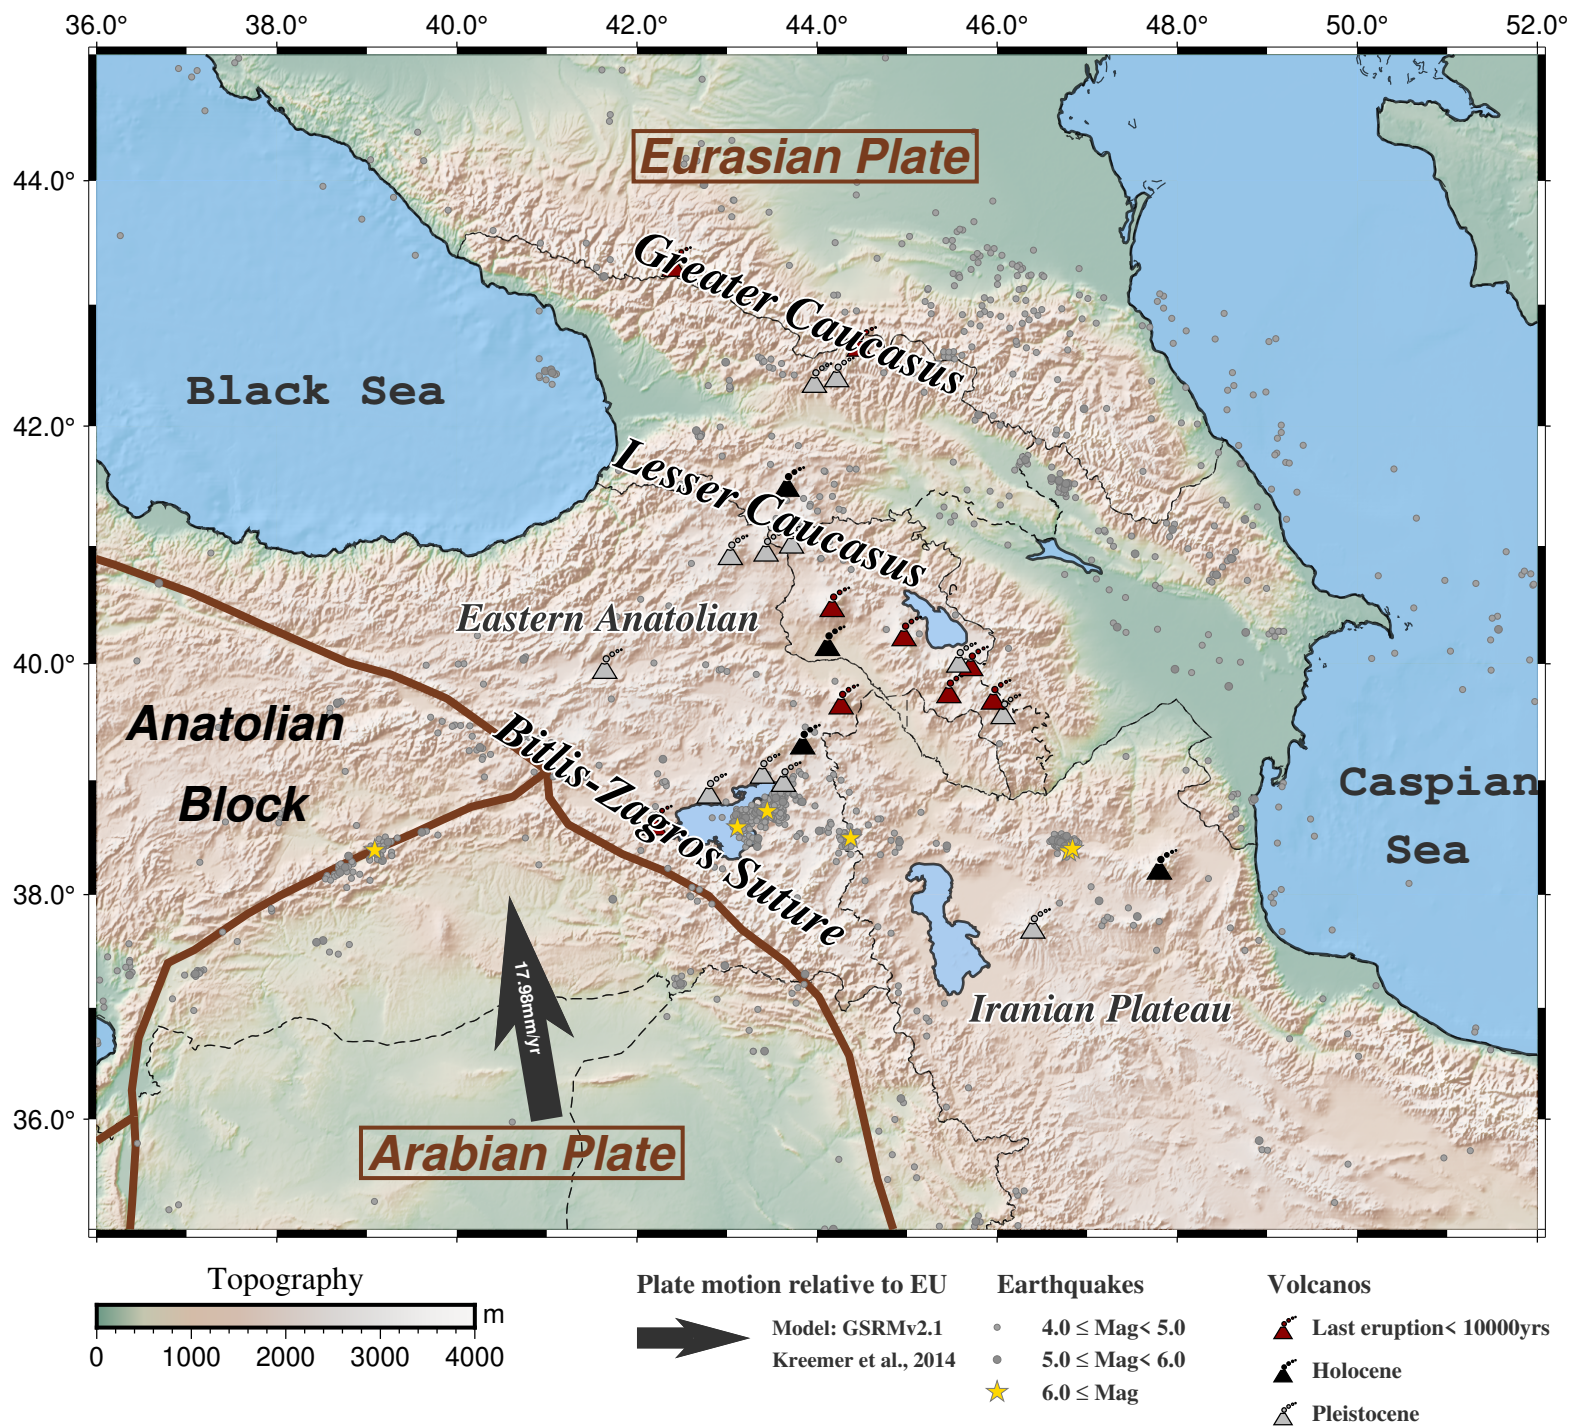 36.0° 38.0° 40.0° 42.0° 44.0° 46.0° 48.0° 50.0° 52.0°
44.0°
42.0°
40.0°
38.0°
36.0°
Eurasian Plate
Greater Caucasus
Black Sea
Lesser Caucasus
Eastern Anatolian
Anatolian
Block
Bitlis-Zagros Suture
Caspian
Sea
Iranian Plateau
17.98mm/yr
Arabian Plate
Topography
m
0 1000 2000 3000 4000
Plate motion relative to EU
Model: GSRMv2.1
Kreemer et al., 2014
Earthquakes
4.0 ≤ Mag< 5.0
5.0 ≤ Mag< 6.0
6.0 ≤ Mag
Volcanos
Last eruption< 10000yrs
Holocene
Pleistocene